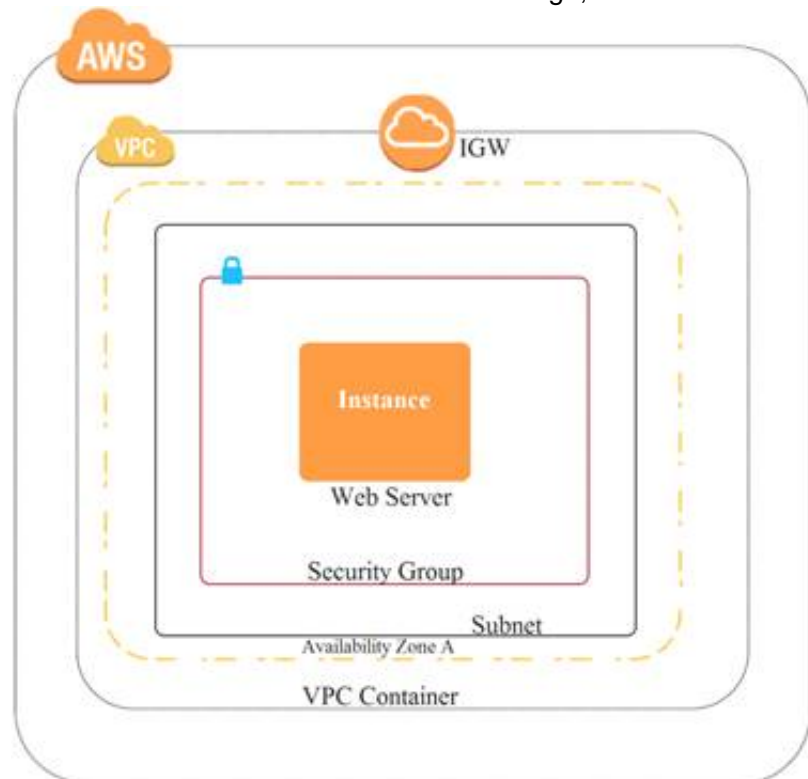 AWS
VPC
IGW
Instance
Web Server
Security Group
Subnet
Availability Zone A
VPC Container